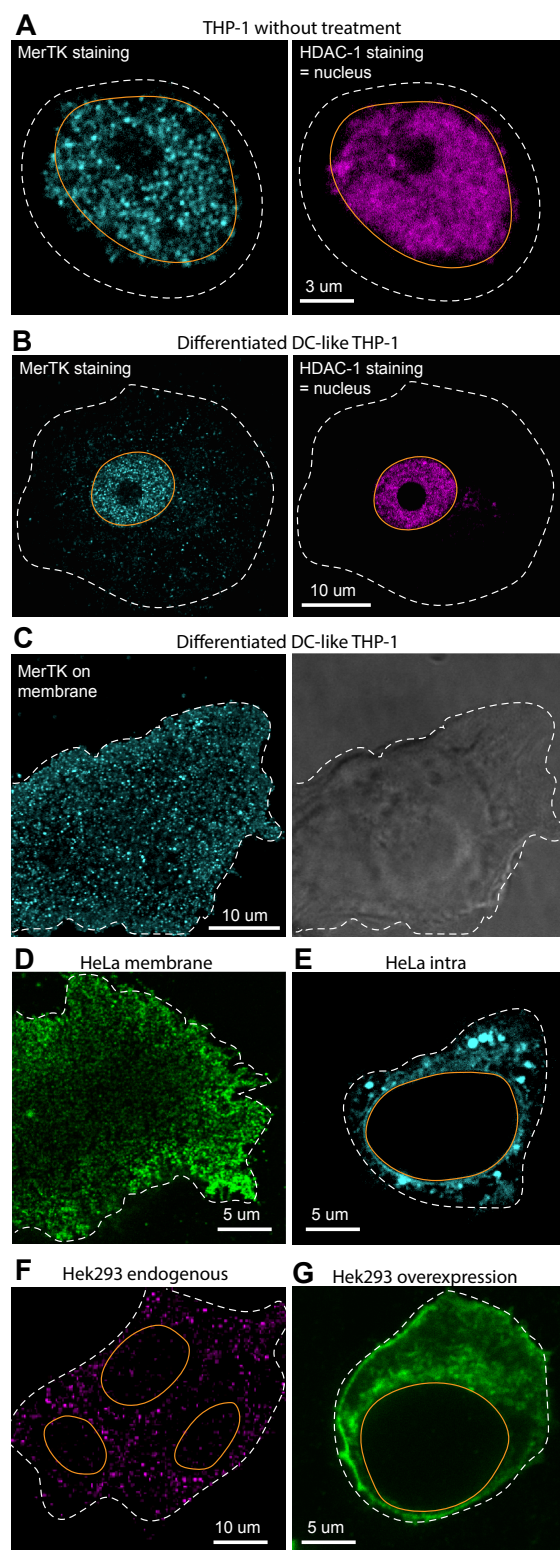 A
THP-1 without treatment
MerTK staining
HDAC-1 staining
= nucleus
3 um
B
Differentiated DC-like THP-1
MerTK staining
HDAC-1 staining
= nucleus
10 um
C
Differentiated DC-like THP-1
MerTK on
membrane
10 um
D
HeLa membrane
5 um
E
HeLa intra
5 um
F
Hek293 endogenous
10 um
G
Hek293 overexpression
5 um